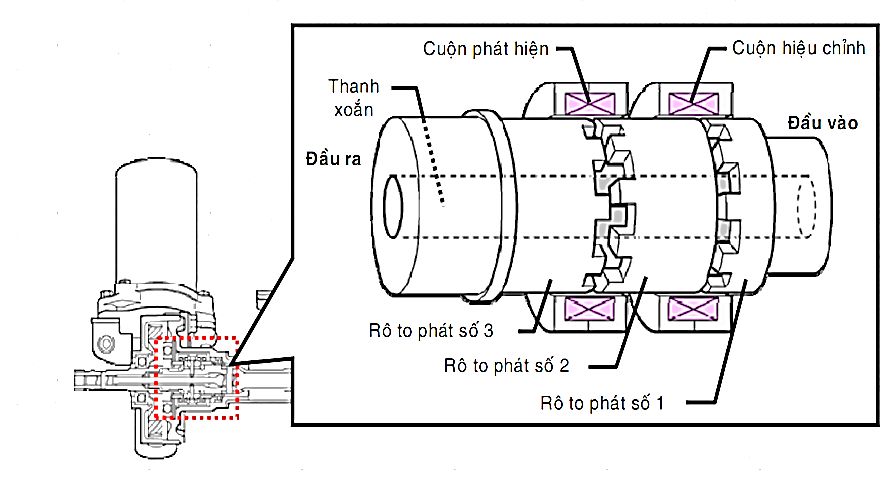 Cuộn phát hiện
Cuộn hiệu chỉnh
Thanh
xoắn
Đầu vào
Đầu ra
Rô to phát số 3
Rô to phát số 2
Rô to phát số 1